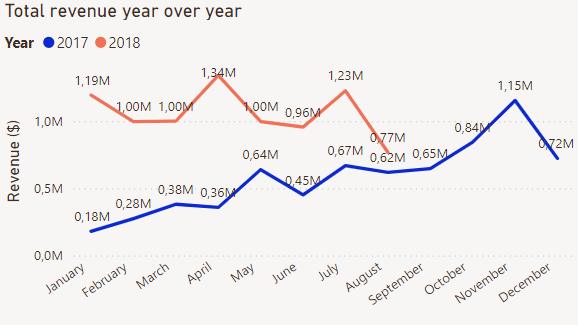 Total revenue year over year
Year 2017 2018
Revenue ($)
1,0M
0,5M
0,0M
1,19M
1,00M
1,00M
1,34M
1,00M
0,96M
1,23M
0,77M
0,18M
0,28M
0,38M
0,36M
0,64M
0,45M
0,67M
0,62M
0,65M
0,84M
1,15M
0,72M
January
February
March
April
May
June
July
August
September
October
November
December